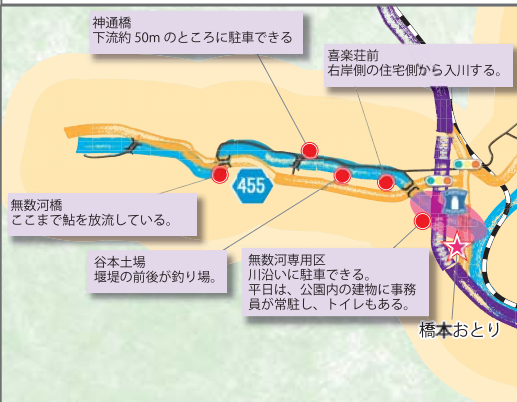 神通橋
下流約 50m のところに駐車できる
喜楽荘前
右岸側の住宅側から入川する。
455
無数河橋
ここまで鮎を放流している。
谷本土場
堰堤の前後が釣り場。
無数河専用区
川沿いに駐車できる。
平日は、公園内の建物に事務
員が常駐し、トイレもある。
橋本おとり